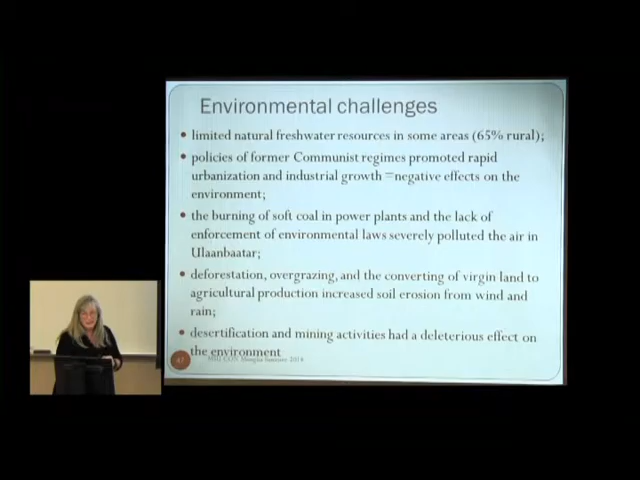 Environmental challenges
• limited natural freshwater resources in some areas (65% rural);
• policies of former Communist regimes promoted rapid
urbanization and industrial growth =negative effects on the
environment;
• the burning of soft coal in power plants and the lack of
enforcement of environmental laws severely polluted the air in
Ulaanbaatar;
• deforestation, overgrazing, and the converting of virgin land to
agricultural production increased soil erosion from wind and
rain;
• desertification and mining activities had a deleterious effect on
the environment
Mongolia Summer 2014